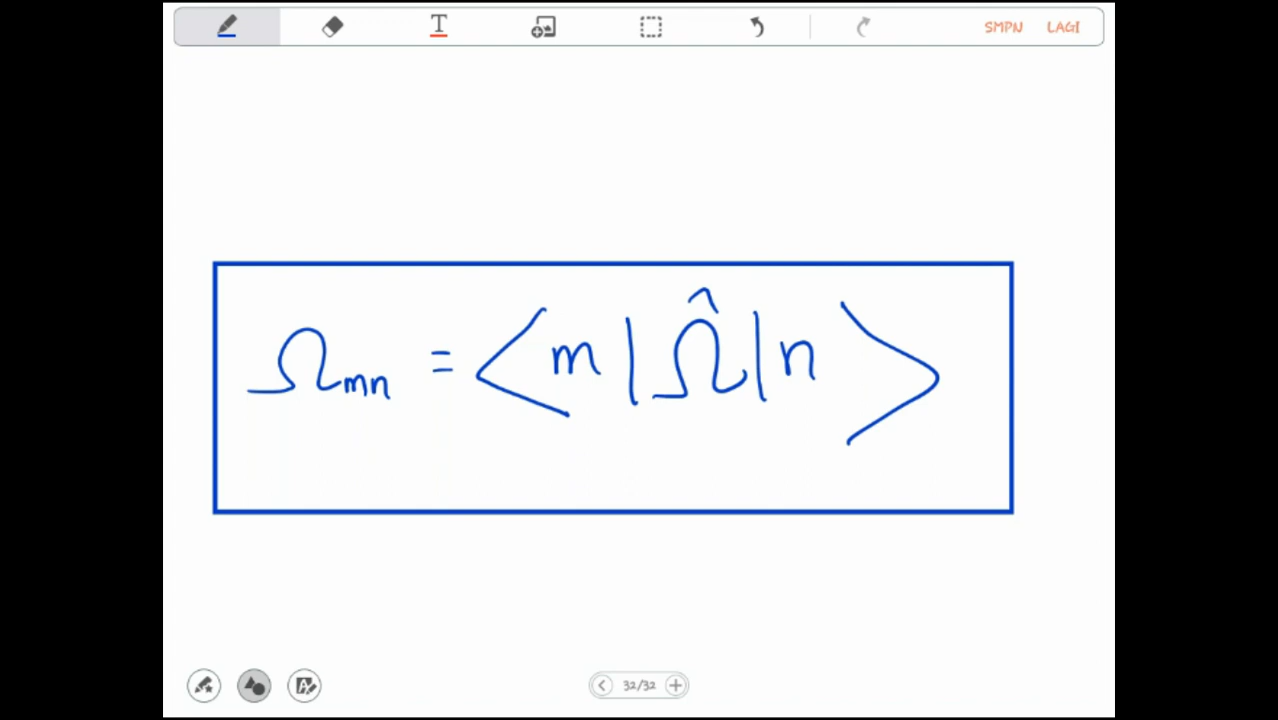 T SMPN LAGI
Ω_mn = <m|Ω̂|n>
A
32/32